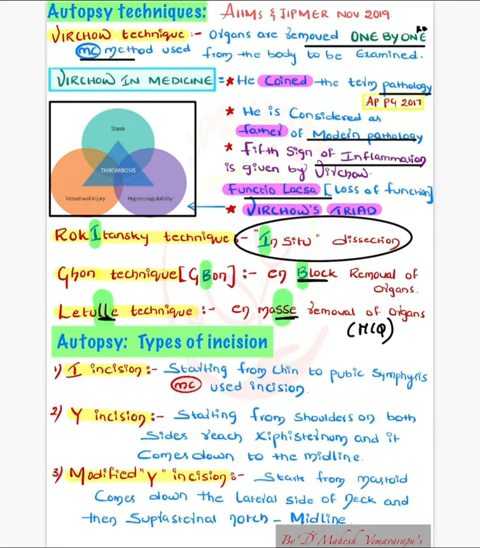 Autopsy techniques: AIIMS & JIPMER NOV 2019
VIRCHOW technique:- Organs are removed ONE BY ONE
MC method used from the body to be Examined.
VIRCHOW IN MEDICINE = * He Coined the term pathology
AP PG 2017
* He is Considered as
father of Modern pathology
* Fifth Sign of Inflammation
is given by Virchow.
Functio Laesa [Loss of function]
* VIRCHOW'S TRIAD
Stasis
THROMBOSIS
Vessel wall injury
Hypercoagulability
RokItansky technique:- "In situ" dissection
Ghon technique [GBon] :- en Block Removal of
organs.
Letulle technique :- en masse removal of Organs
(MCQ)
Autopsy: Types of incision
1) I incision:- Starting from Chin to pubic Symphysis
MC used incision.
2) Y incision:- Starting from Shoulders on both
Sides reach Xiphisternum and it
Comes down to the midline.
3) Modified "Y" incision:- Starts from mastoid
Comes down the Lateral side of Neck and
then Suprasternal notch - Midline
By Dr Mahesh Yemavarapu's